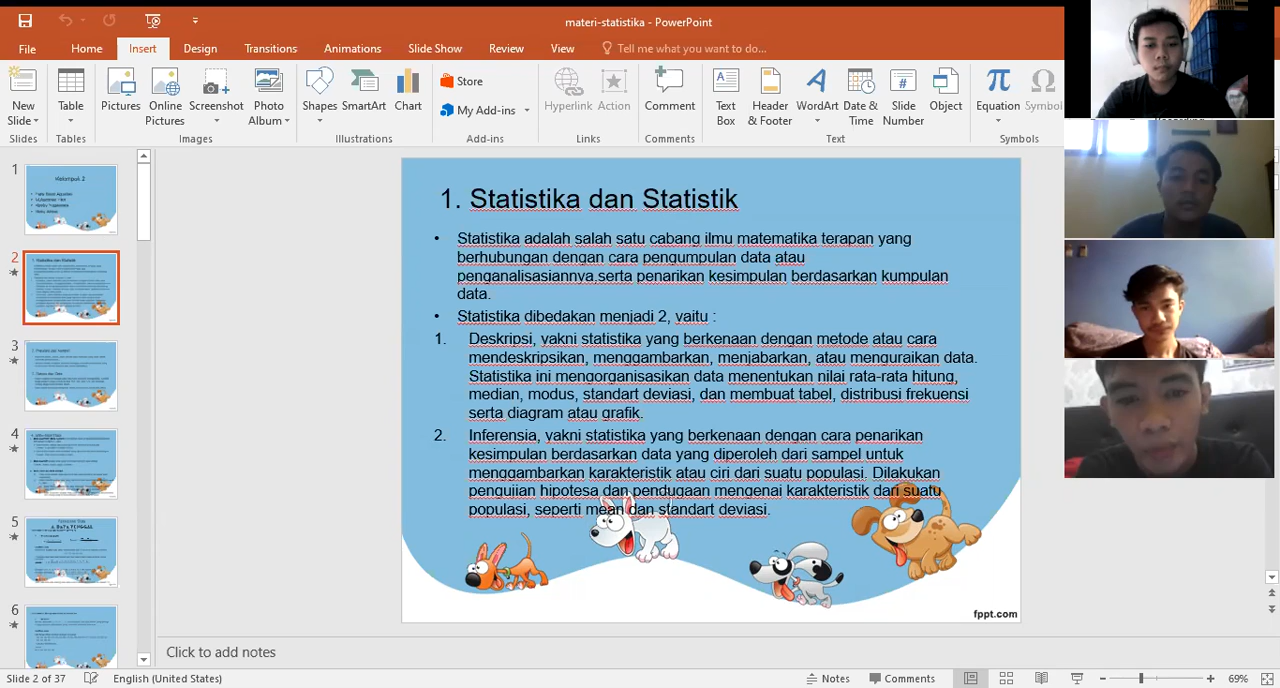 materi-statistika - PowerPoint
File Home Insert Design Transitions Animations Slide Show Review View Tell me what you want to do...
New Slide Table Pictures Online Pictures Screenshot Photo Album Shapes SmartArt Chart Store My Add-ins Hyperlink Action Comment Text Box Header & Footer WordArt Date & Time Slide Number Object Equation Symbol
Slides Tables Images Illustrations Add-ins Links Comments Text Symbols
1
2
3
4
5
6
1. Statistika dan Statistik
• Statistika adalah salah satu cabang ilmu matematika terapan yang
berhubungan dengan cara pengumpulan data atau
penganalisasiannya serta penarikan kesimpulan berdasarkan kumpulan
data.
• Statistika dibedakan menjadi 2, yaitu :
1. Deskripsi, yakni statistika yang berkenaan dengan metode atau cara
mendeskripsikan, menggambarkan, menjabarkan, atau menguraikan data.
Statistika ini mengorganisasikan data menentukan nilai rata-rata hitung,
median, modus, standart deviasi, dan membuat tabel, distribusi frekuensi
serta diagram atau grafik.
2. Inferensia, yakni statistika yang berkenaan dengan cara penarikan
kesimpulan berdasarkan data yang diperoleh dari sampel untuk
menggambarkan karakteristik atau ciri dari suatu populasi. Dilakukan
pengujian hipotesa dan pendugaan mengenai karakteristik dari suatu
populasi, seperti mean dan standart deviasi.
fppt.com
Click to add notes
Slide 2 of 37 English (United States) Notes Comments 69%